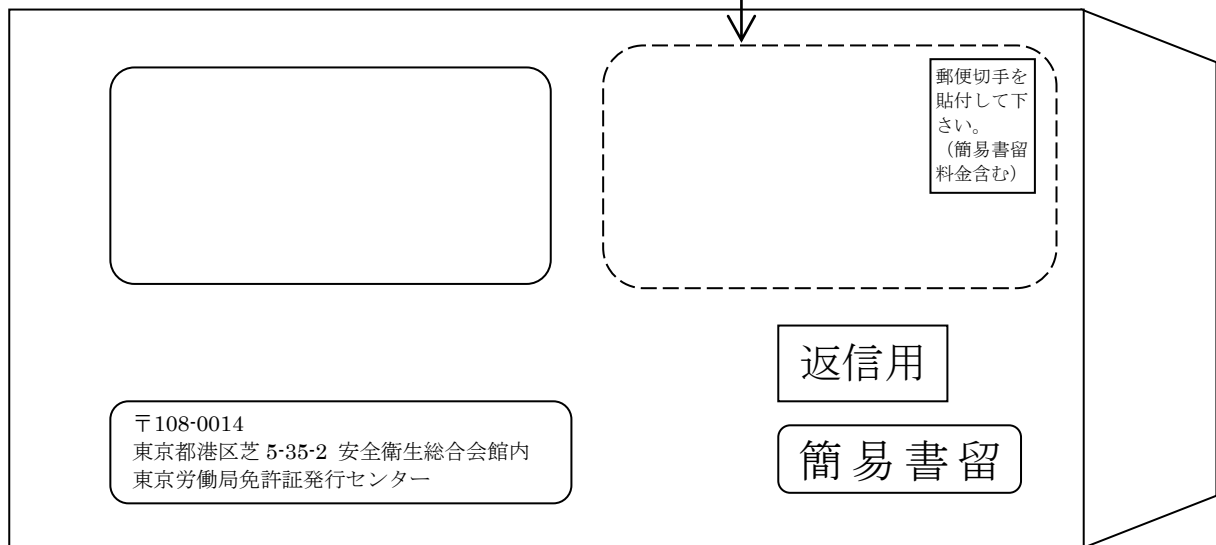 郵便切手を
貼付して下
さい。
（簡易書留
料金含む）
返信用
〒108-0014
東京都港区芝 5-35-2 安全衛生総合会館内
東京労働局免許証発行センター
簡易書留